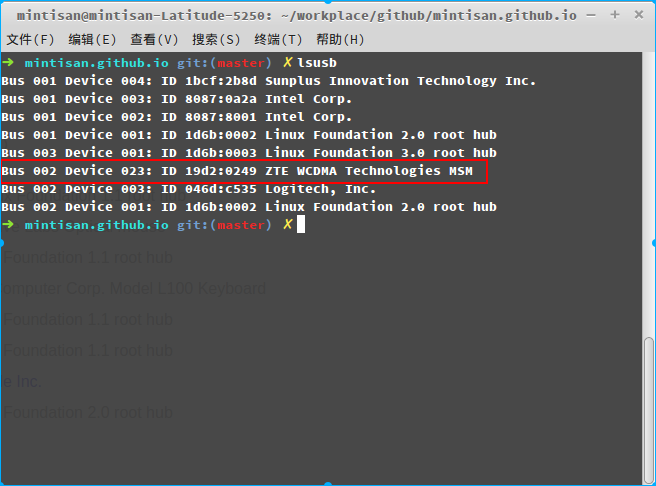 mintisan@mintisan-Latitude-5250: ~/workplace/github/mintisan.github.io
文件(F) 编辑(E) 查看(V) 搜索(S) 终端(T) 帮助(H)
➜ mintisan.github.io git:(master) ✗ lsusb
Bus 001 Device 004: ID 1bcf:2b8d Sunplus Innovation Technology Inc.
Bus 001 Device 003: ID 8087:0a2a Intel Corp.
Bus 001 Device 002: ID 8087:8001 Intel Corp.
Bus 001 Device 001: ID 1d6b:0002 Linux Foundation 2.0 root hub
Bus 003 Device 001: ID 1d6b:0003 Linux Foundation 3.0 root hub
Bus 002 Device 023: ID 19d2:0249 ZTE WCDMA Technologies MSM
Bus 002 Device 003: ID 046d:c535 Logitech, Inc.
Bus 002 Device 001: ID 1d6b:0002 Linux Foundation 2.0 root hub
➜ mintisan.github.io git:(master) ✗
Foundation 1.1 root hub
omputer Corp. Model L100 Keyboard
Foundation 1.1 root hub
Foundation 1.1 root hub
e Inc.
Foundation 2.0 root hub